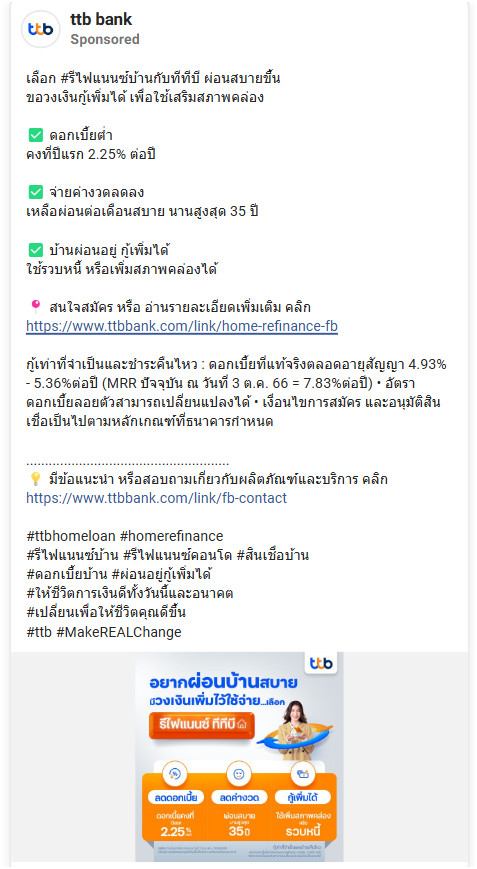 ttb bank
Sponsored
เลือก #รีไฟแนนซ์บ้านกับทีทีบี ผ่อนสบายขึ้น
ขอวงเงินกู้เพิ่มได้ เพื่อใช้เสริมสภาพคล่อง
✅ ดอกเบี้ยต่ำ
คงที่ปีแรก 2.25% ต่อปี
✅ จ่ายค่างวดลดลง
เหลือผ่อนต่อเดือนสบาย นานสูงสุด 35 ปี
✅ บ้านผ่อนอยู่ กู้เพิ่มได้
ใช้รวบหนี้ หรือเพิ่มสภาพคล่องได้
📍 สนใจสมัคร หรือ อ่านรายละเอียดเพิ่มเติม คลิก
https://www.ttbbank.com/link/home-refinance-fb
กู้เท่าที่จำเป็นและชำระคืนไหว : ดอกเบี้ยที่แท้จริงตลอดอายุสัญญา 4.93%
- 5.36%ต่อปี (MRR ปัจจุบัน ณ วันที่ 3 ต.ค. 66 = 7.83%ต่อปี) • อัตรา
ดอกเบี้ยลอยตัวสามารถเปลี่ยนแปลงได้ • เงื่อนไขการสมัคร และอนุมัติสิน
เชื่อเป็นไปตามหลักเกณฑ์ที่ธนาคารกำหนด
......................................................
💡 มีข้อแนะนำ หรือสอบถามเกี่ยวกับผลิตภัณฑ์และบริการ คลิก
https://www.ttbbank.com/link/fb-contact
#ttbhomeloan #homerefinance
#รีไฟแนนซ์บ้าน #รีไฟแนนซ์คอนโด #สินเชื่อบ้าน
#ดอกเบี้ยบ้าน #ผ่อนอยู่กู้เพิ่มได้
#ให้ชีวิตการเงินดีทั้งวันนี้และอนาคต
#เปลี่ยนเพื่อให้ชีวิตคุณดีขึ้น
#ttb #MakeREALChange
ttb
อยากผ่อนบ้านสบาย
มีวงเงินเพิ่มไว้ใช้จ่าย...เลือก
รีไฟแนนซ์ ทีทีบี
ลดดอกเบี้ย
ลดค่างวด
กู้เพิ่มได้
ดอกเบี้ยคงที่
ปีแรก
2.25%
ผ่อนสบาย
นานสูงสุด
35 ปี
ใช้เพิ่มสภาพคล่อง
หรือ
รวบหนี้